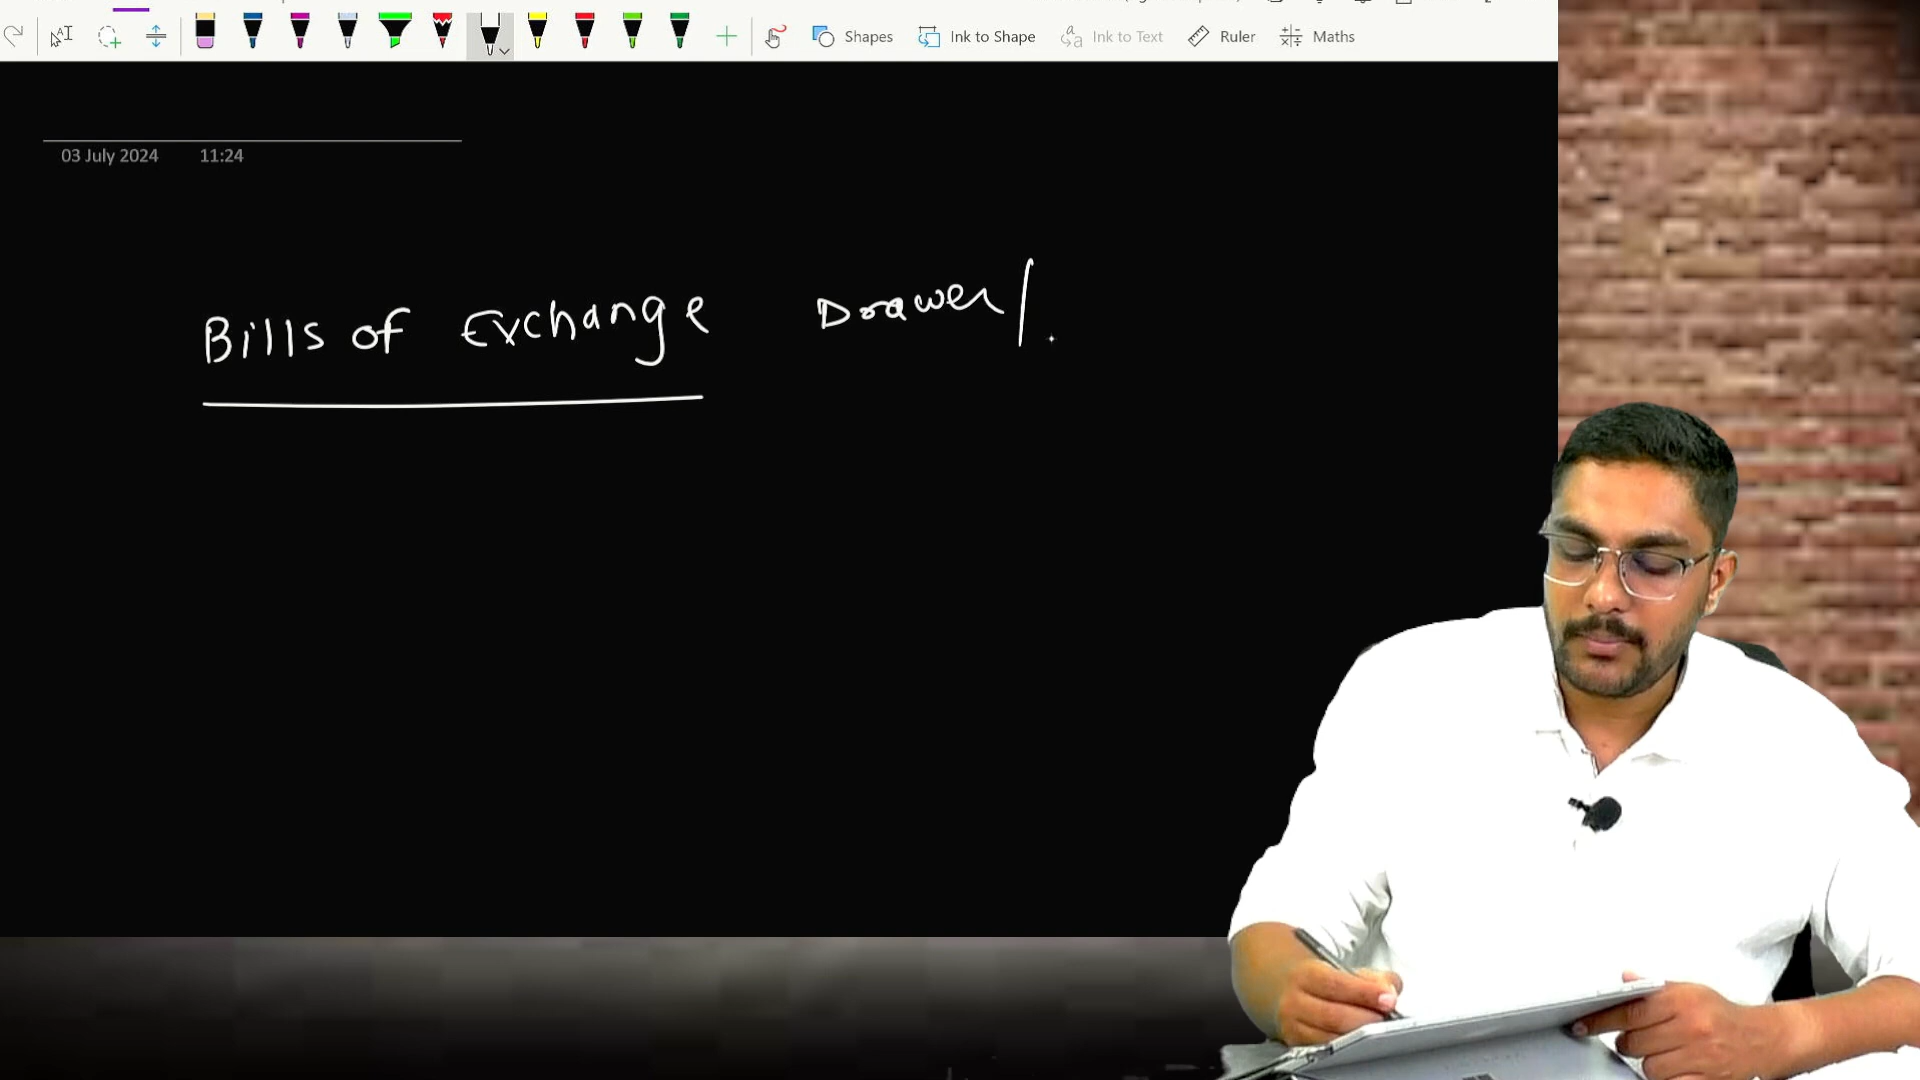 Shapes Ink to Shape Ink to Text Ruler Maths
03 July 2024 11:24
Bills of Exchange Drawer/